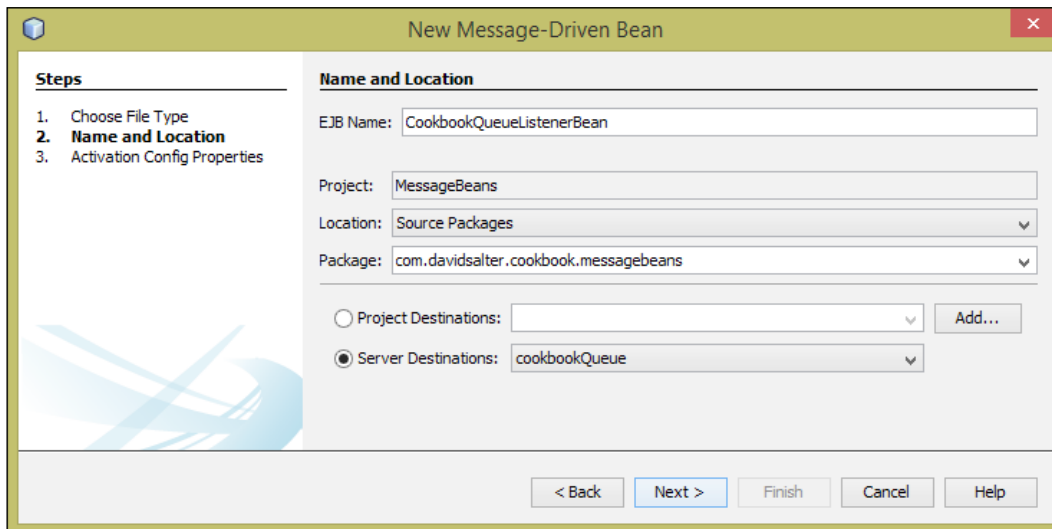 New Message-Driven Bean
Steps
1. Choose File Type
2. Name and Location
3. Activation Config Properties
Name and Location
EJB Name: CookbookQueueListenerBean
Project: MessageBeans
Location: Source Packages
Package: com.davidsalter.cookbook.messagebeans
Project Destinations: Add...
Server Destinations: cookbookQueue
< Back Next > Finish Cancel Help